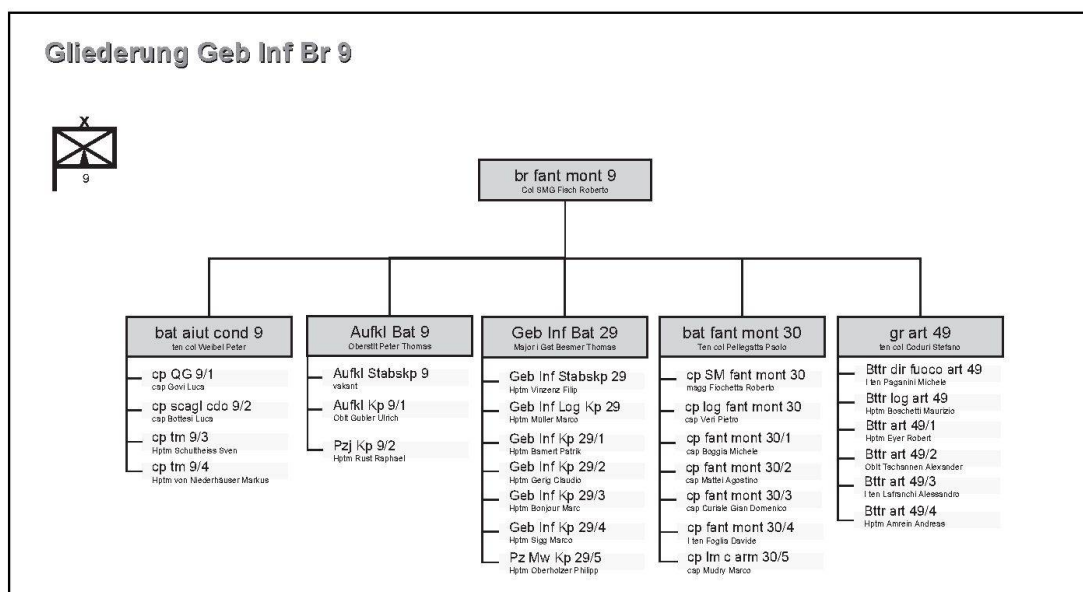 Gliederung Geb Inf Br 9
X
9
br fant mont 9
Col SMG Fisch Roberto
bat aiut cond 9
ten col Weibel Peter
cp QG 9/1
cap Govi Luca
cp scagl cdo 9/2
cap Bottesi Luca
cp tm 9/3
Hptm Schultheiss Sven
cp tm 9/4
Hptm von Niederhäuser Markus
Aufkl Bat 9
Oberstlt Peter Thomas
Aufkl Stabskp 9
vakant
Aufkl Kp 9/1
Oblt Gubler Ulrich
Pzj Kp 9/2
Hptm Rust Raphael
Geb Inf Bat 29
Major i Gst Besmer Thomas
Geb Inf Stabskp 29
Hptm Vinzenz Filip
Geb Inf Log Kp 29
Hptm Müller Marco
Geb Inf Kp 29/1
Hptm Bamert Patrik
Geb Inf Kp 29/2
Hptm Gerig Claudio
Geb Inf Kp 29/3
Hptm Bonjour Marc
Geb Inf Kp 29/4
Hptm Sigg Marco
Pz Mw Kp 29/5
Hptm Oberholzer Philipp
bat fant mont 30
Ten col Pellegatta Paolo
cp SM fant mont 30
magg Fiochetta Roberto
cp log fant mont 30
cap Veri Pietro
cp fant mont 30/1
cap Boggia Michele
cp fant mont 30/2
cap Mattei Agostino
cp fant mont 30/3
cap Curiale Gian Domenico
cp fant mont 30/4
I ten Foglia Davide
cp lm c arm 30/5
cap Mudry Marco
gr art 49
ten col Coduri Stefano
Bttr dir fuoco art 49
I ten Paganini Michele
Bttr log art 49
Hptm Boschetti Maurizio
Bttr art 49/1
Hptm Eyer Robert
Bttr art 49/2
Oblt Tschannen Alexander
Bttr art 49/3
I ten Lafranchi Alessandro
Bttr art 49/4
Hptm Amrein Andreas